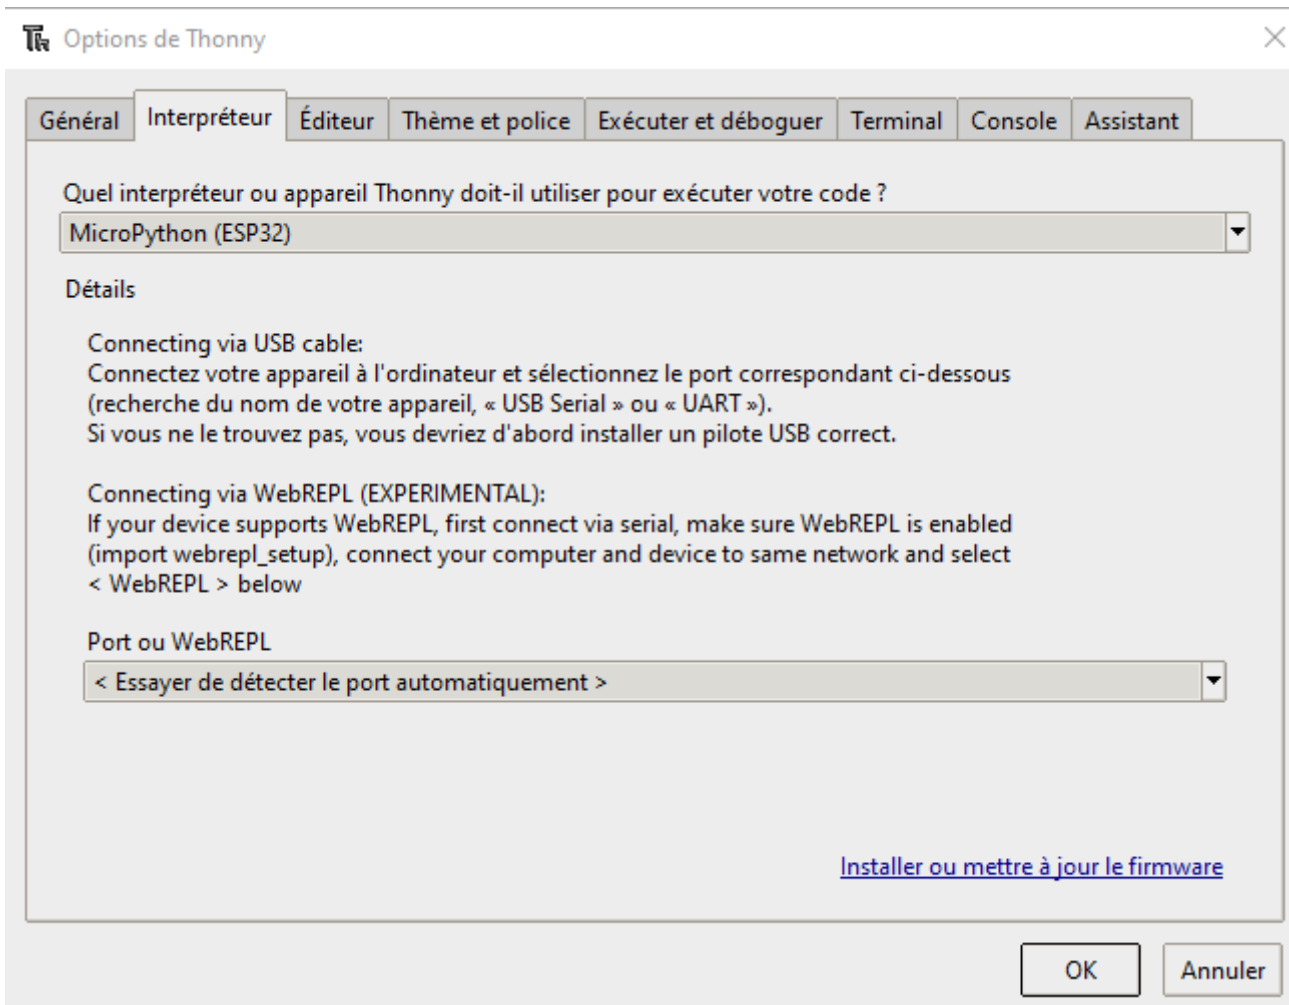 Options de Thonny
Général Interpréteur Éditeur Thème et police Exécuter et déboguer Terminal Console Assistant
Quel interpréteur ou appareil Thonny doit-il utiliser pour exécuter votre code ?
MicroPython (ESP32)
Détails
Connecting via USB cable:
Connectez votre appareil à l'ordinateur et sélectionnez le port correspondant ci-dessous
(recherche du nom de votre appareil, « USB Serial » ou « UART »).
Si vous ne le trouvez pas, vous devriez d'abord installer un pilote USB correct.
Connecting via WebREPL (EXPERIMENTAL):
If your device supports WebREPL, first connect via serial, make sure WebREPL is enabled
(import webrepl_setup), connect your computer and device to same network and select
< WebREPL > below
Port ou WebREPL
< Essayer de détecter le port automatiquement >
Installer ou mettre à jour le firmware
OK Annuler